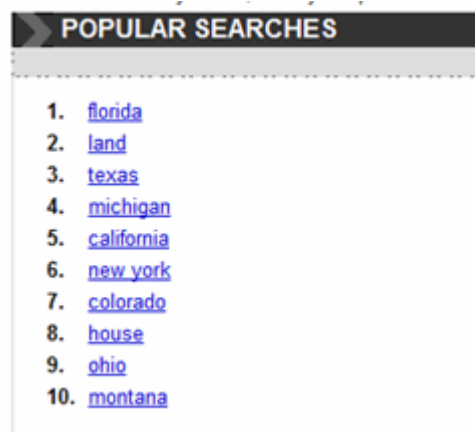 POPULAR SEARCHES
1. florida
2. land
3. texas
4. michigan
5. california
6. new york
7. colorado
8. house
9. ohio
10. montana